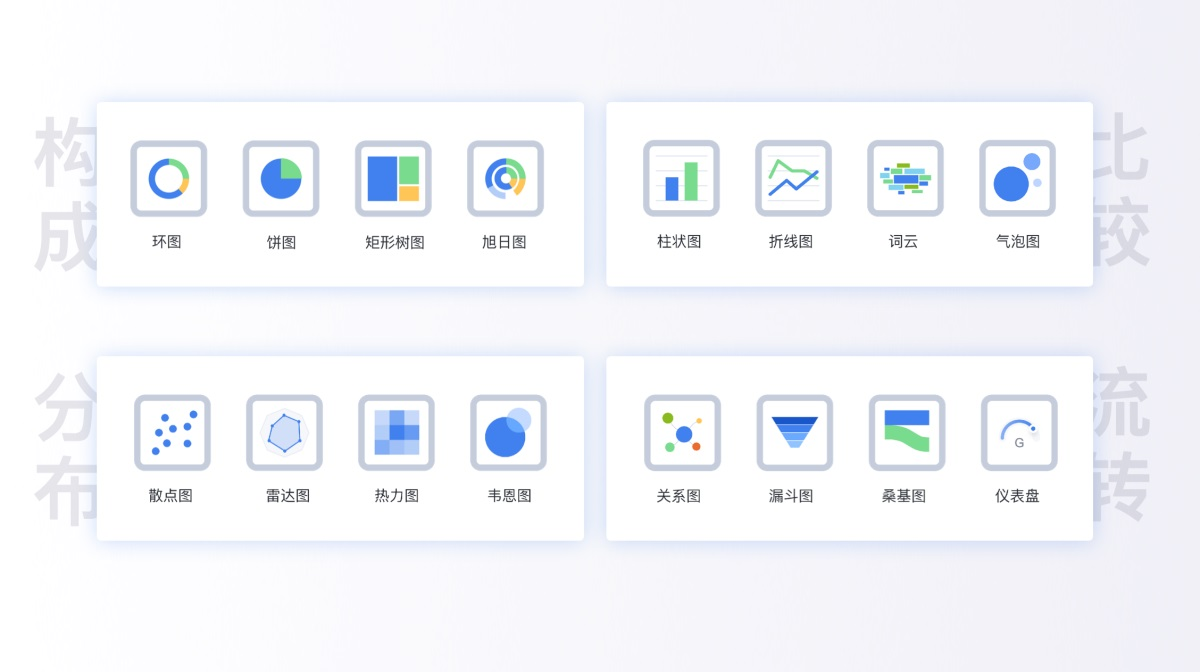 构成
环图
饼图
矩形树图
旭日图
比较
柱状图
折线图
词云
气泡图
分布
散点图
雷达图
热力图
韦恩图
流转
关系图
漏斗图
桑基图
G
仪表盘